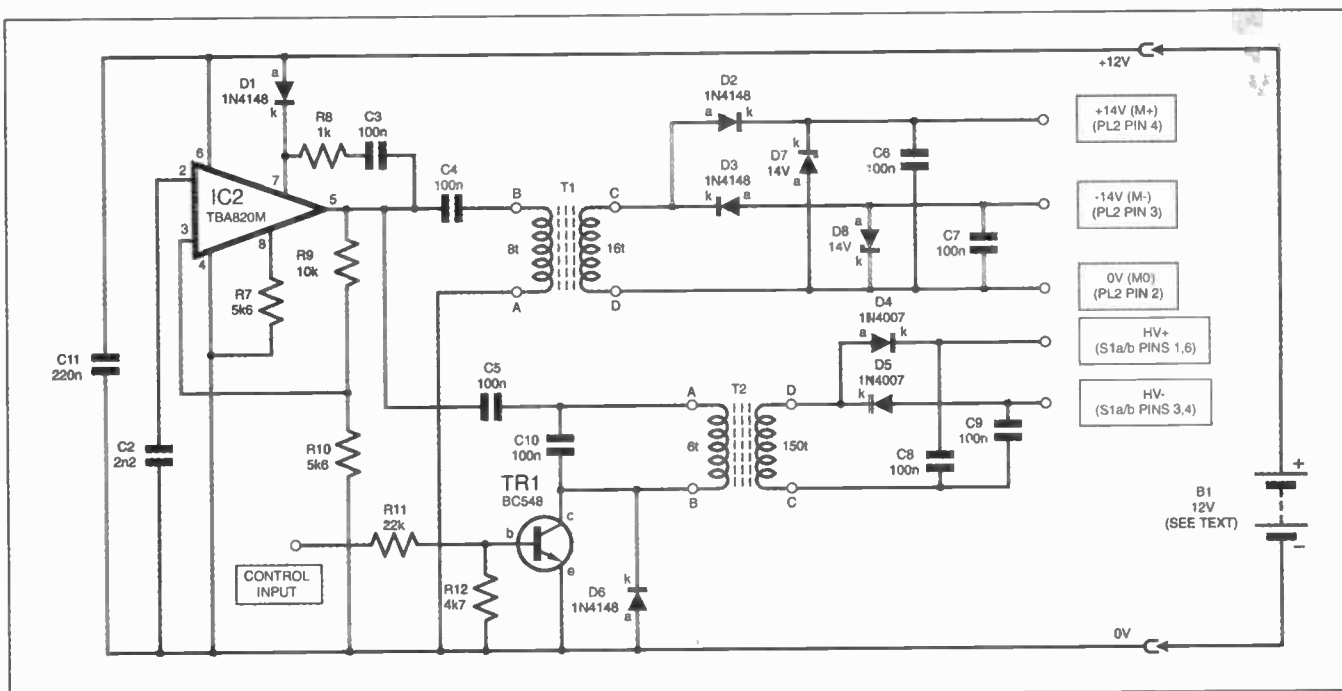 +12V
D1
1N4148
a
k
R8
1k
C3
100n
6
2
7
IC2
TBA820M
5
3
8
4
R9
10k
R7
5k6
C4
100n
B
T1
C
8t
16t
A
D
D2
1N4148
a
k
D3
1N4148
k
a
D7
14V
k
a
C6
100n
D8
14V
a
k
C7
100n
+14V (M+)
(PL2 PIN 4)
-14V (M-)
(PL2 PIN 3)
0V (M0)
(PL2 PIN 2)
HV+
(S1a/b PINS 1,6)
HV-
(S1a/b PINS 3,4)
D4
1N4007
a
k
D5
1N4007
k
C11
220n
C2
2n2
R10
5k6
C5
100n
C10
100n
A
T2
D
6t
150t
B
C
C8
100n
C9
100n
TR1
BC548
c
b
e
R11
22k
CONTROL
INPUT
R12
4k7
D6
1N4148
k
a
+
B1
12V
(SEE TEXT)
−
0V